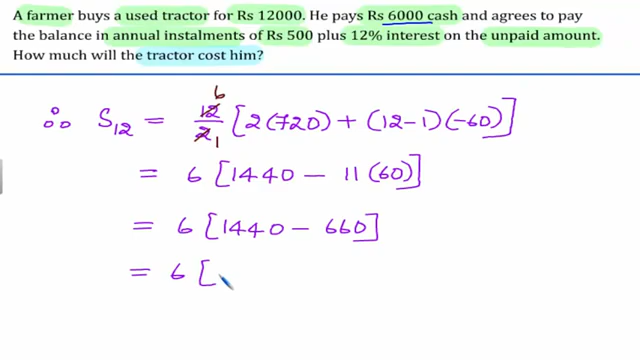 A farmer buys a used tractor for Rs 12000. He pays Rs 6000 cash and agrees to pay
the balance in annual instalments of Rs 500 plus 12% interest on the unpaid amount.
How much will the tractor cost him?
6
∴ S₁₂ = 12/2 [2(720) + (12-1)(-60)]
1
= 6 [1440 - 11(60)]
= 6 [1440 - 660]
= 6 [